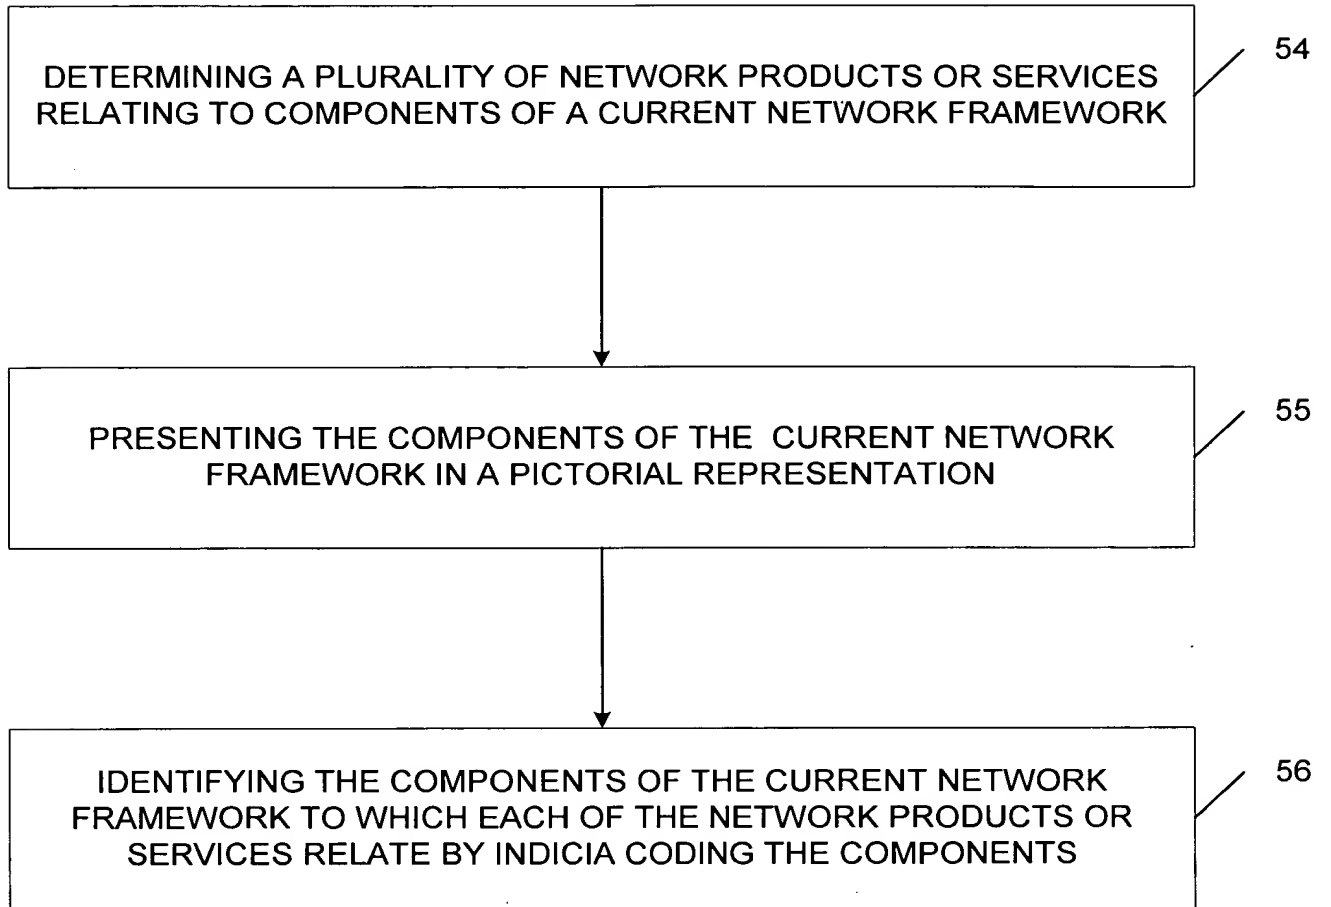 DETERMINING A PLURALITY OF NETWORK PRODUCTS OR SERVICES
RELATING TO COMPONENTS OF A CURRENT NETWORK FRAMEWORK
54
PRESENTING THE COMPONENTS OF THE CURRENT NETWORK
FRAMEWORK IN A PICTORIAL REPRESENTATION
55
IDENTIFYING THE COMPONENTS OF THE CURRENT NETWORK
FRAMEWORK TO WHICH EACH OF THE NETWORK PRODUCTS OR
SERVICES RELATE BY INDICIA CODING THE COMPONENTS
56